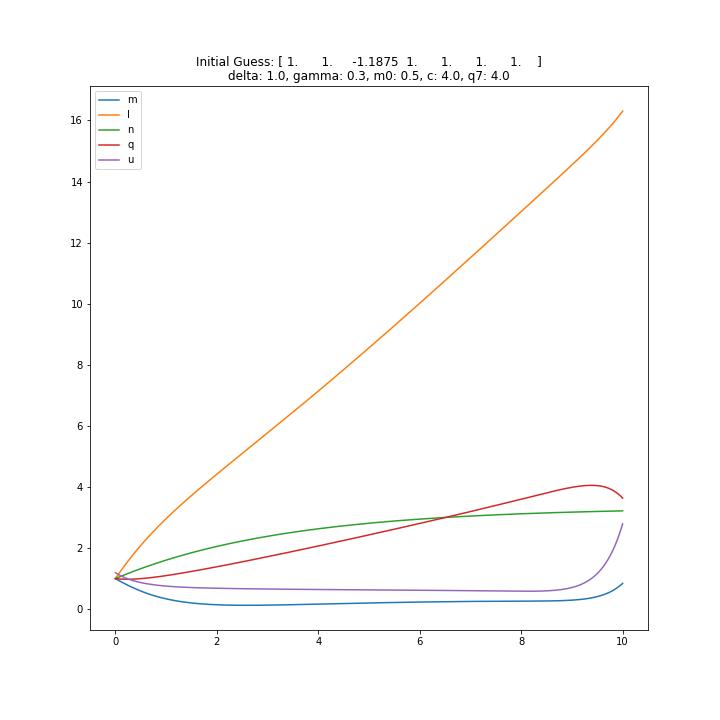 Initial Guess: [ 1.      1.     -1.1875  1.      1.      1.      1.    ]
delta: 1.0, gamma: 0.3, m0: 0.5, c: 4.0, q7: 4.0
m
l
n
q
u
16
14
12
10
8
6
4
2
0
0 2 4 6 8 10